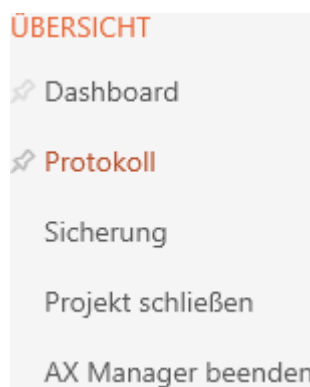 ÜBERSICHT
Dashboard
Protokoll
Sicherung
Projekt schließen
AX Manager beenden